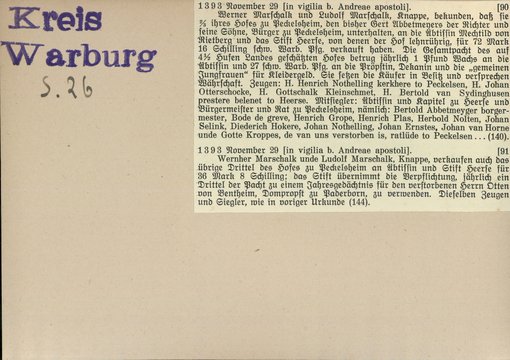 Kreis
Warburg
S. 26
1393 November 29 [in vigilia b. Andreae apostoli]. [90
Werner Marschalk und Ludolf Marschalk, Knappe, bekunden, daß sie
⅔ ihres Hofes zu Peckelsheim, den bisher Gert Abbetmeyers der Richter und
seine Söhne, Bürger zu Peckelsheim, unterhalten, an die Äbtissin Mechtild von
Rietberg und das Stift Heerse, von denen der Hof lehnrührig, für 72 Mark
16 Schilling schw. Warb. Pfg. verkauft haben. Die Gesamtpacht des auf
4½ Hufen Landes geschätzten Hofes betrug jährlich 1 Pfund Wachs an die
Äbtissin und 27 schw. Warb. Pfg. an die Pröpstin, Dekanin und die „gemeinen
Jungfrauen“ für Kleidergeld. Sie setzen die Käufer in Besitz und versprechen
Währschaft. Zeugen: H. Henrich Nothelling kerkhere to Peckelsem, H. Johan
Otterschocke, H. Gottschalk Kleinschmet, H. Bertold van Sydinghusen
prestere belenet to Heerse. Mitsiegler: Äbtissin und Kapitel zu Heerse und
Bürgermeister und Rat zu Peckelsheim, nämlich: Bertold Abbetmeyer borger-
mester, Bode de greve, Henrich Grope, Henrich Plas, Herbold Nolten, Johan
Selink, Diederich Hokere, Johan Nothelling, Johan Ernstes, Johan van Horne
unde Gotte Kroppes, de van uns verstorben is, ratlüde to Peckelsen ... (140).
1393 November 29 [in vigilia b. Andreae apostoli]. [91
Wernher Marschalk unde Ludolf Marschalk, Knappe, verkaufen auch das
übrige Drittel des Hofes zu Peckelsheim an Äbtissin und Stift Heerse für
36 Mark 8 Schilling; das Stift übernimmt die Verpflichtung, jährlich ein
Drittel der Pacht zu einem Jahresgedächtnis für den verstorbenen Herrn Otten
von Bentheim, Dompropst zu Paderborn, zu verwenden. Dieselben Zeugen
und Siegler, wie in voriger Urkunde (144).